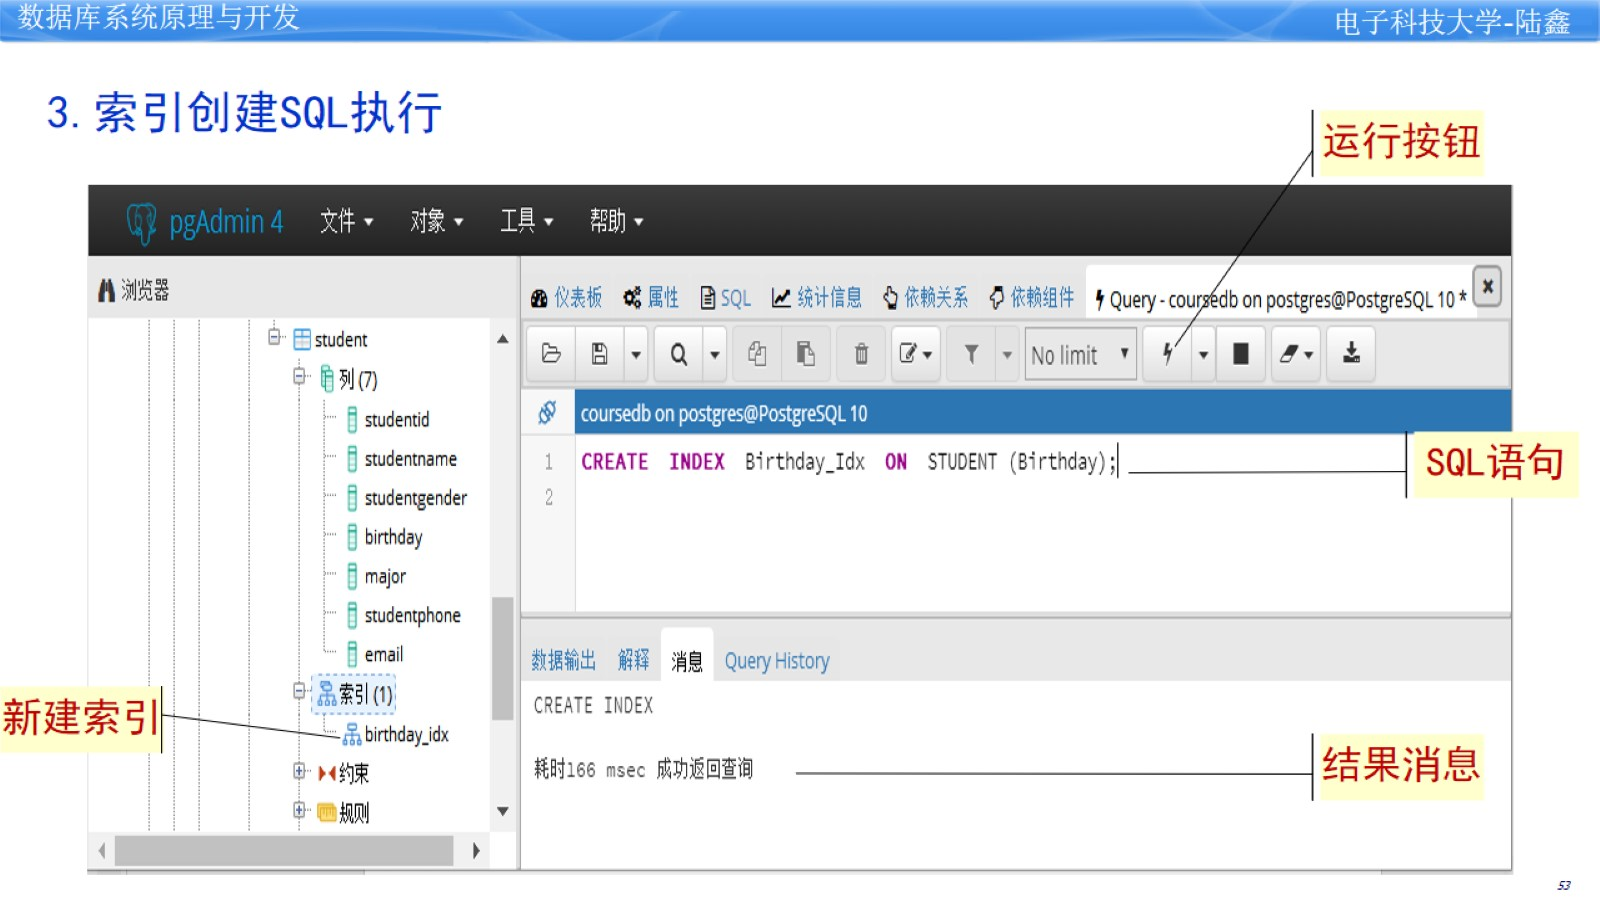 数据库系统原理与开发
电子科技大学-陆鑫
3. 索引创建SQL执行
运行按钮
pgAdmin 4 文件 对象 工具 帮助
浏览器
仪表板 属性 SQL 统计信息 依赖关系 依赖组件 Query - coursedb on postgres@PostgreSQL 10 *
No limit
coursedb on postgres@PostgreSQL 10
1 CREATE INDEX Birthday_Idx ON STUDENT (Birthday);
2
SQL语句
student
列 (7)
studentid
studentname
studentgender
birthday
major
studentphone
email
索引 (1)
birthday_idx
约束
规则
新建索引
数据输出 解释 消息 Query History
CREATE INDEX
耗时166 msec 成功返回查询
结果消息
53